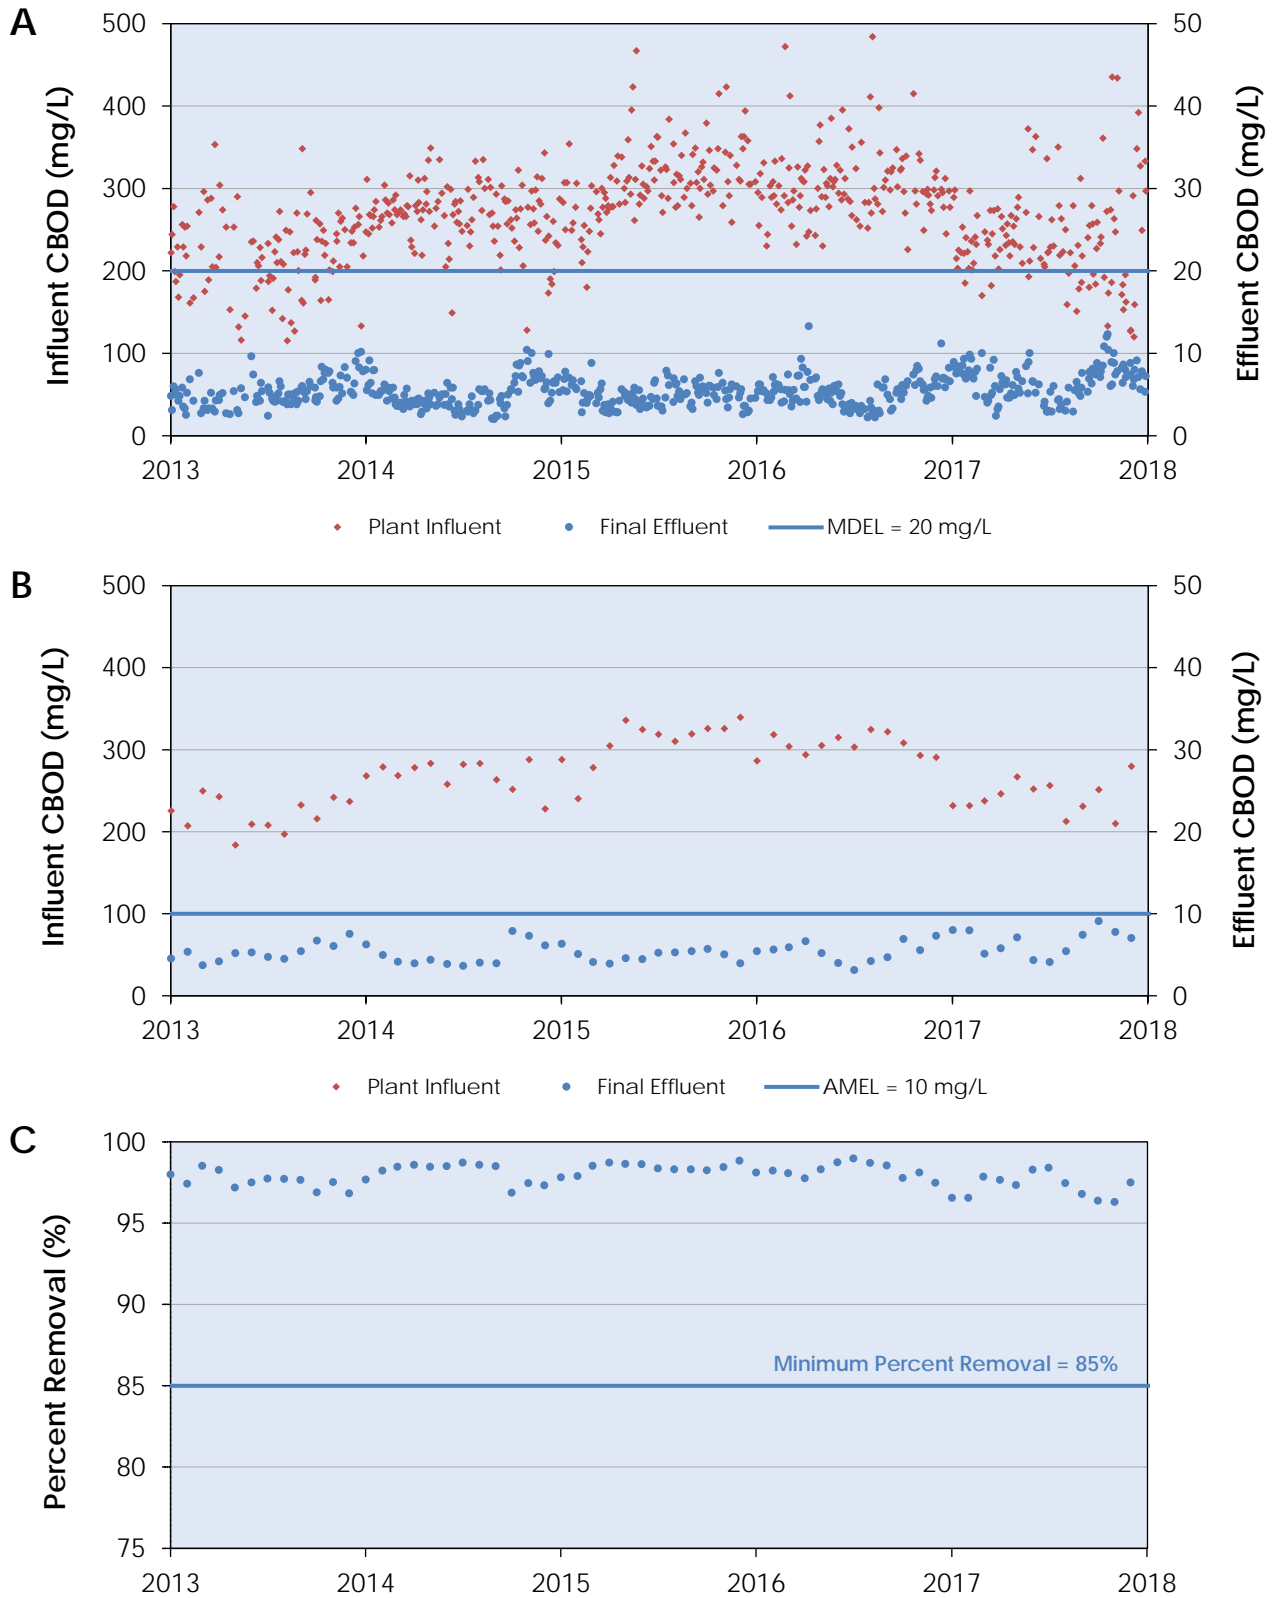 A
Influent CBOD (mg/L)
500
400
300
200
100
0
50
40
30
20
10
0
Effluent CBOD (mg/L)
2013 2014 2015 2016 2017 2018
Plant Influent Final Effluent MDEL = 20 mg/L
B
Influent CBOD (mg/L)
500
400
300
200
100
0
50
40
30
20
10
0
Effluent CBOD (mg/L)
2013 2014 2015 2016 2017 2018
Plant Influent Final Effluent AMEL = 10 mg/L
C
Percent Removal (%)
100
95
90
85
80
75
Minimum Percent Removal = 85%
2013 2014 2015 2016 2017 2018